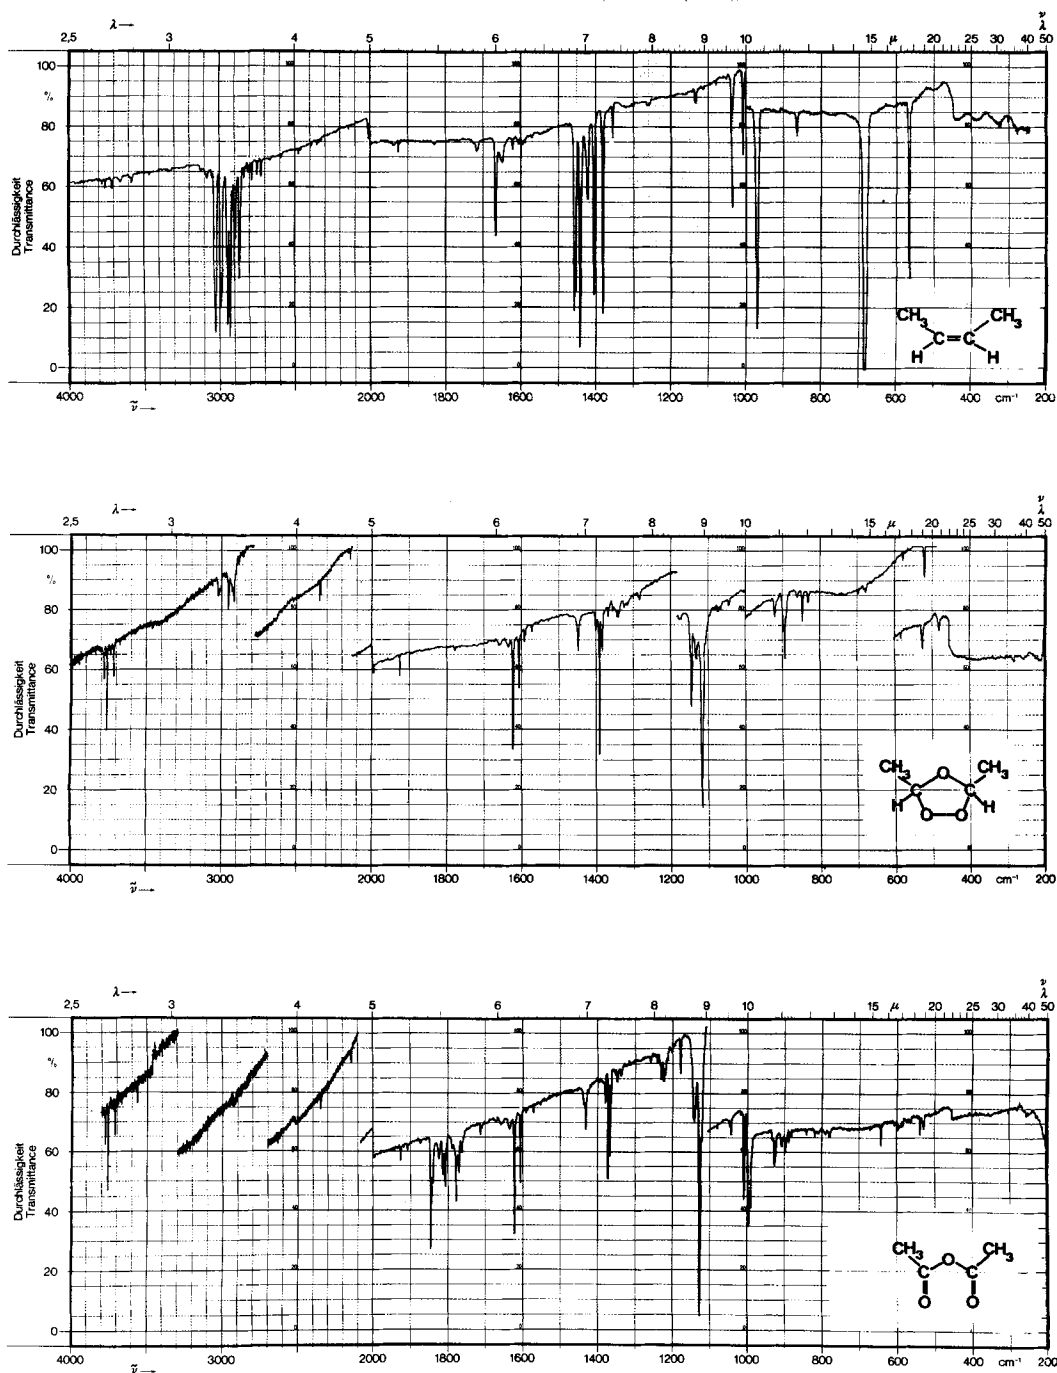 λ→
ν
λ
2,5 3 4 5 6 7 8 9 10 15 μ 20 25 30 40 50
100
%
80
60
40
20
0
Durchlässigkeit
Transmittance
CH₃ CH₃
C=C
H H
4000 3000 2000 1800 1600 1400 1200 1000 800 600 400 cm⁻¹ 200
ν̃→
λ→
ν
λ
2,5 3 4 5 6 7 8 9 10 15 μ 20 25 30 40 50
100
%
80
60
40
20
0
Durchlässigkeit
Transmittance
CH₃ O CH₃
C C
H O—O H
4000 3000 2000 1800 1600 1400 1200 1000 800 600 400 cm⁻¹ 200
ν̃→
λ→
ν
λ
2,5 3 4 5 6 7 8 9 10 15 μ 20 25 30 40 50
100
%
80
60
40
20
0
Durchlässigkeit
Transmittance
CH₃ O CH₃
C C
O O
4000 3000 2000 1800 1600 1400 1200 1000 800 600 400 cm⁻¹ 200
ν̃→